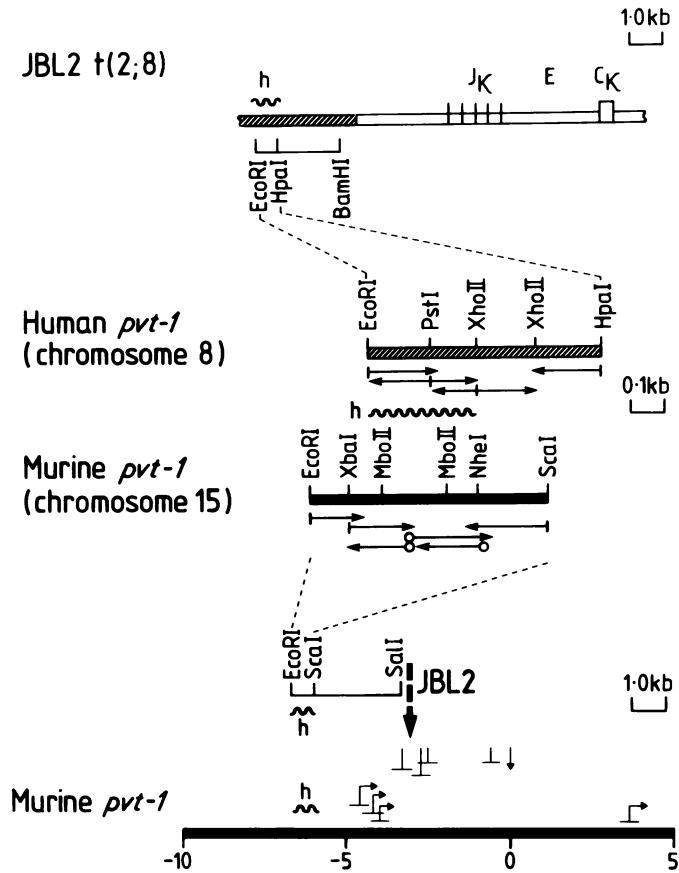 1·0kb
JBL2 t(2;8)
h
JK
E
CK
EcoRI
HpaI
BamHI
EcoRI
PstI
XhoII
XhoII
HpaI
Human pvt-1
(chromosome 8)
0·1kb
h
EcoRI
XbaI
MboII
MboII
NheI
ScaI
Murine pvt-1
(chromosome 15)
EcoRI
ScaI
SalI
JBL2
1·0kb
h
h
Murine pvt-1
-10
-5
0
5